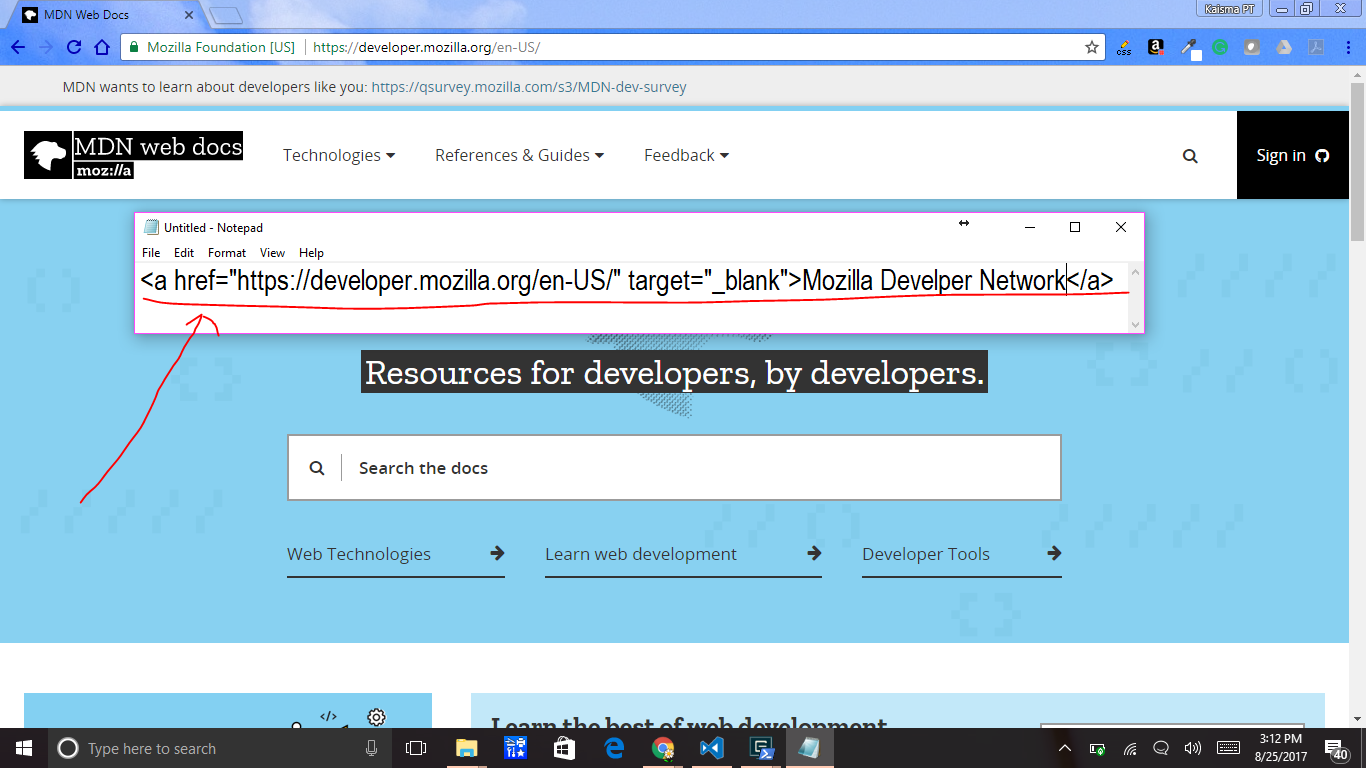 MDN Web Docs
Kaisma PT
Mozilla Foundation [US]
https://developer.mozilla.org/en-US/
MDN wants to learn about developers like you: https://qsurvey.mozilla.com/s3/MDN-dev-survey
MDN web docs
moz://a
Technologies
References & Guides
Feedback
Sign in
Untitled - Notepad
File Edit Format View Help
<a href="https://developer.mozilla.org/en-US/" target="_blank">Mozilla Develper Network</a>
Resources for developers, by developers.
Search the docs
Web Technologies
Learn web development
Developer Tools
</>
Learn the best of web development
Type here to search
3:12 PM
8/25/2017
40